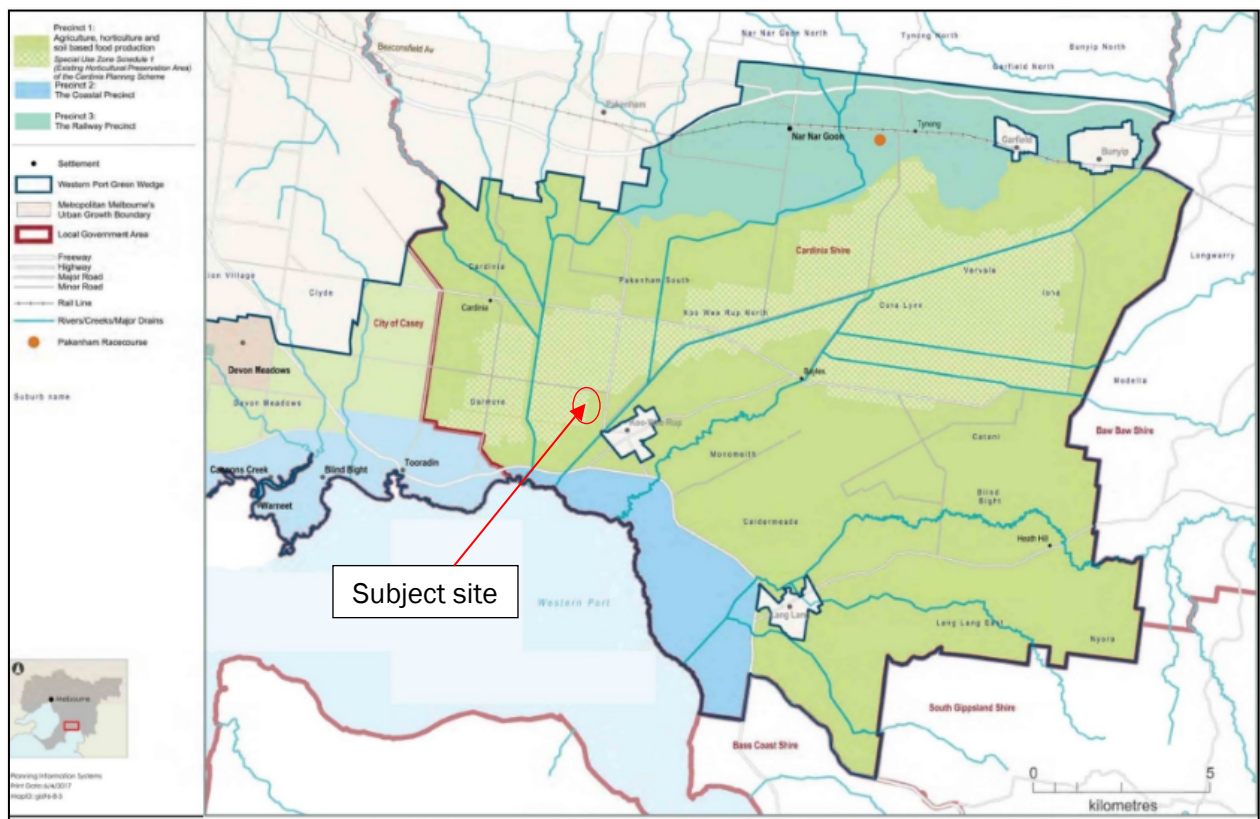 Precinct 1:
Agriculture, horticulture and
soil based food production
Special Use Zone Schedule 1
(Existing Horticultural Preservation Area)
of the Cardinia Planning Scheme
Precinct 2:
The Coastal Precinct
Precinct 3:
The Railway Precinct
Settlement
Western Port Green Wedge
Metropolitan Melbourne's
Urban Growth Boundary
Local Government Area
Freeway
Highway
Major Road
Minor Road
Rail Line
Rivers/Creeks/Major Drains
Pakenham Racecourse
Suburb name
Melbourne
Planning Information Systems
Print Date: 6/4/2017
Nar Nar Goon North
Tynong North
Bunyip North
Garfield North
Beaconsfield Av
Pakenham
Nar Nar Goon
Tynong
Garfield
Bunyip
Cardinia Shire
Longwarry
Vervale
Iona
Cora Lynn
Cardinia
Pakenham South
Koo Wee Rup North
Cardinia
ion Village
Clyde
City of Casey
Devon Meadows
Devon Meadows
Dalmore
Bayles
Modella
Koo-Wee-Rup
Catani
Baw Baw Shire
Monomeith
Cannons Creek
Blind Bight
Tooradin
Warneet
Blind
Bight
Caldermeade
Heath Hill
Subject site
Western Port
Lang Lang
Lang Lang East
Nyora
South Gippsland Shire
Bass Coast Shire
0 5
kilometres